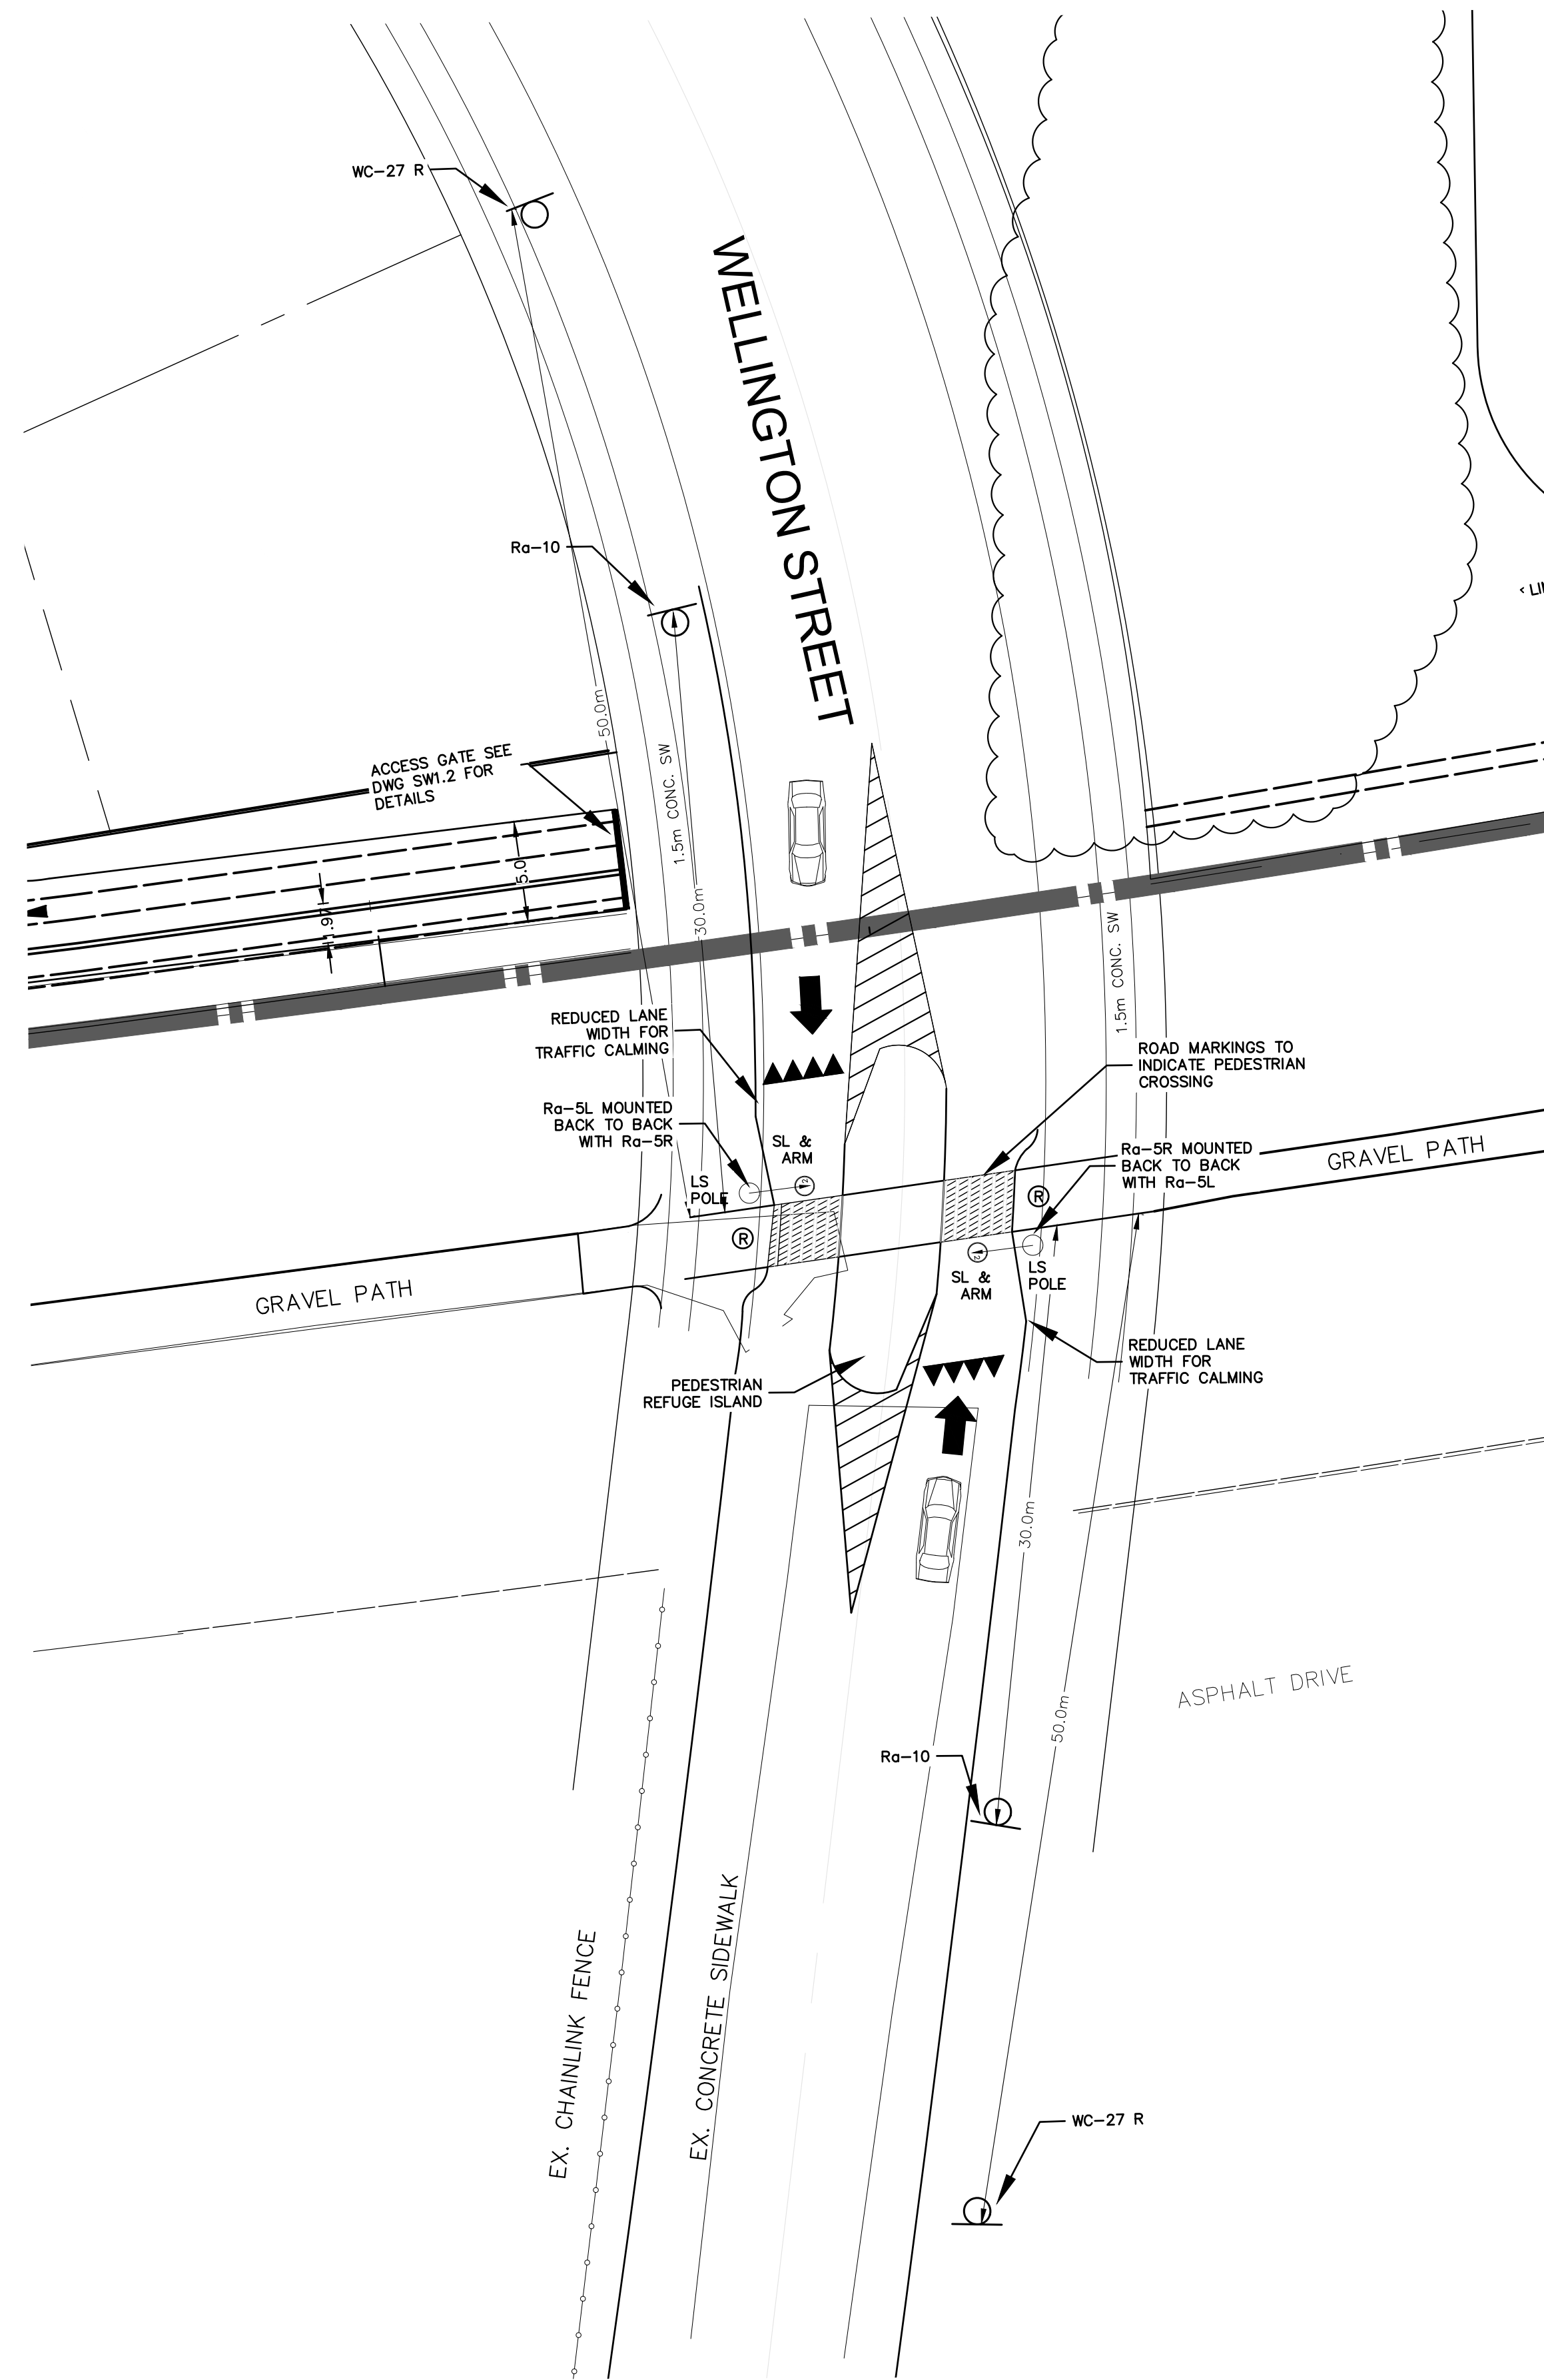 WC-27 R
WELLINGTON STREET
Ra-10
50.0m
1.5m CONC. SW
ACCESS GATE SEE
DWG SW1.2 FOR
DETAILS
5.0
30.0m
1.5m CONC. SW
REDUCED LANE
WIDTH FOR
TRAFFIC CALMING
ROAD MARKINGS TO
INDICATE PEDESTRIAN
CROSSING
Ra-5L MOUNTED
BACK TO BACK
WITH Ra-5R
SL &
ARM
LS
POLE
2
R
Ra-5R MOUNTED
BACK TO BACK
WITH Ra-5L
GRAVEL PATH
R
2
SL &
ARM
LS
POLE
GRAVEL PATH
REDUCED LANE
WIDTH FOR
TRAFFIC CALMING
PEDESTRIAN
REFUGE ISLAND
30.0m
50.0m
ASPHALT DRIVE
Ra-10
EX. CHAINLINK FENCE
EX. CONCRETE SIDEWALK
WC-27 R